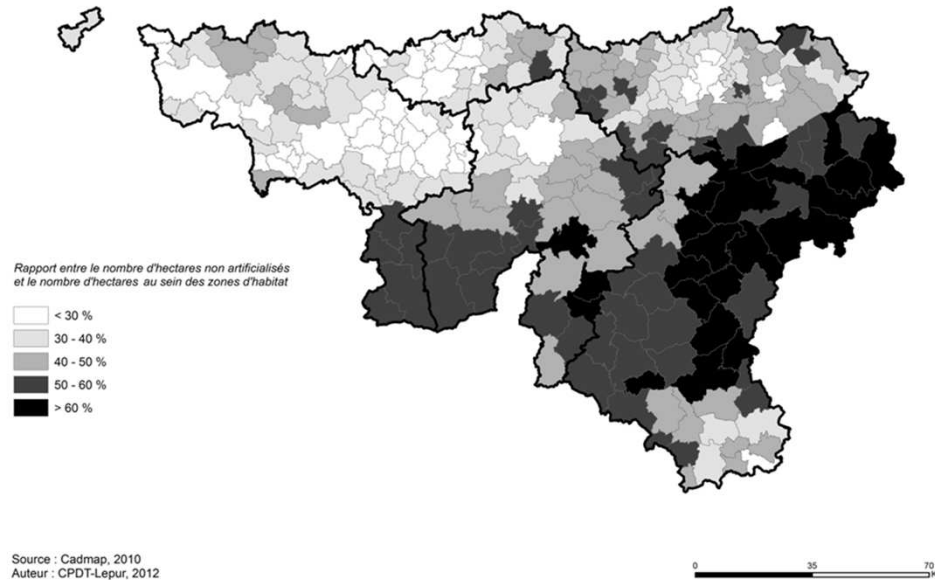 Rapport entre le nombre d'hectares non artificialisés
et le nombre d'hectares au sein des zones d'habitat
< 30 %
30 - 40 %
40 - 50 %
50 - 60 %
> 60 %
Source : Cadmap, 2010
Auteur : CPDT-Lepur, 2012
0 35 70